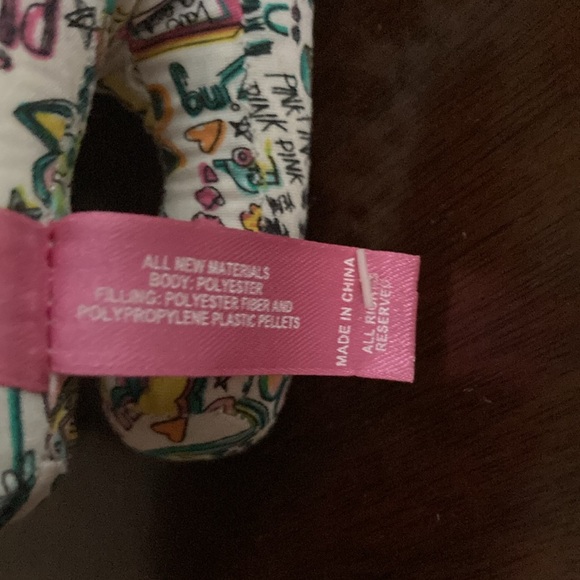 PINK
PINK PINK
ALL NEW MATERIALS
BODY: POLYESTER
FILLING: POLYESTER FIBER AND
POLYPROPYLENE PLASTIC PELLETS
MADE IN CHINA
ALL RIGHTS
RESERVED